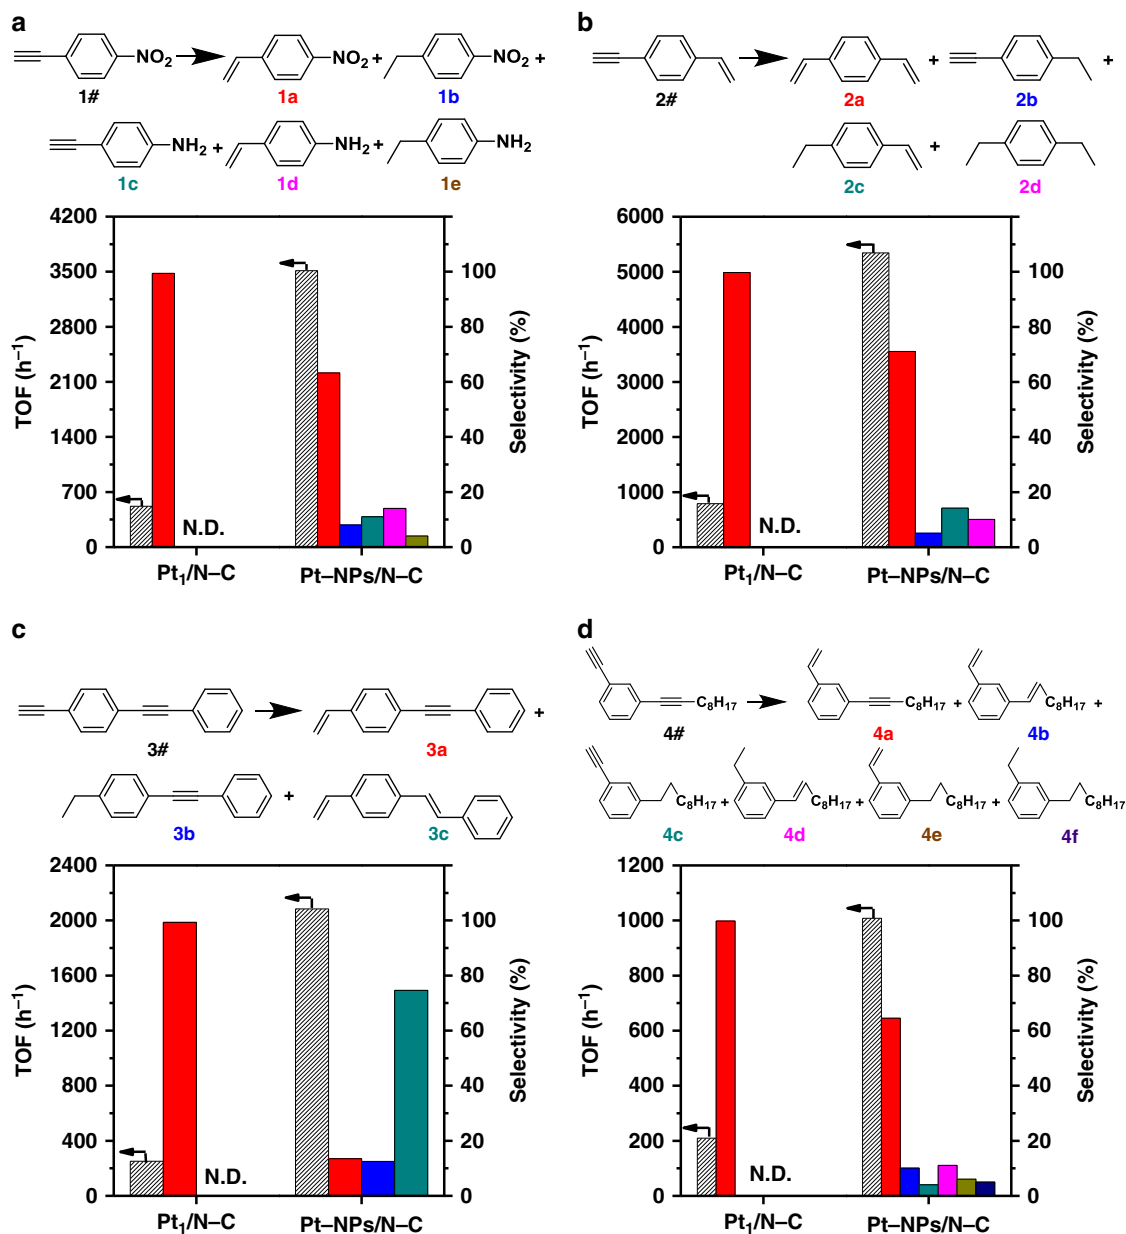 a
NO₂
NO₂ +
NO₂ +
1#
1a
1b
NH₂ +
NH₂ +
NH₂
1c
1d
1e
4200
3500
2800
2100
1400
700
0
TOF (h⁻¹)
100
80
60
40
20
0
Selectivity (%)
N.D.
Pt₁/N–C
Pt–NPs/N–C
b
+
+
2#
2a
2b
+
2c
2d
6000
5000
4000
3000
2000
1000
0
TOF (h⁻¹)
100
80
60
40
20
0
Selectivity (%)
N.D.
Pt₁/N–C
Pt–NPs/N–C
c
+
3#
3a
+
3b
3c
2400
2000
1600
1200
800
400
0
TOF (h⁻¹)
100
80
60
40
20
0
Selectivity (%)
N.D.
Pt₁/N–C
Pt–NPs/N–C
d
C₈H₁₇
C₈H₁₇ +
C₈H₁₇ +
4#
4a
4b
C₈H₁₇ +
C₈H₁₇ +
C₈H₁₇ +
C₈H₁₇
4c
4d
4e
4f
1200
1000
800
600
400
200
0
TOF (h⁻¹)
100
80
60
40
20
0
Selectivity (%)
N.D.
Pt₁/N–C
Pt–NPs/N–C